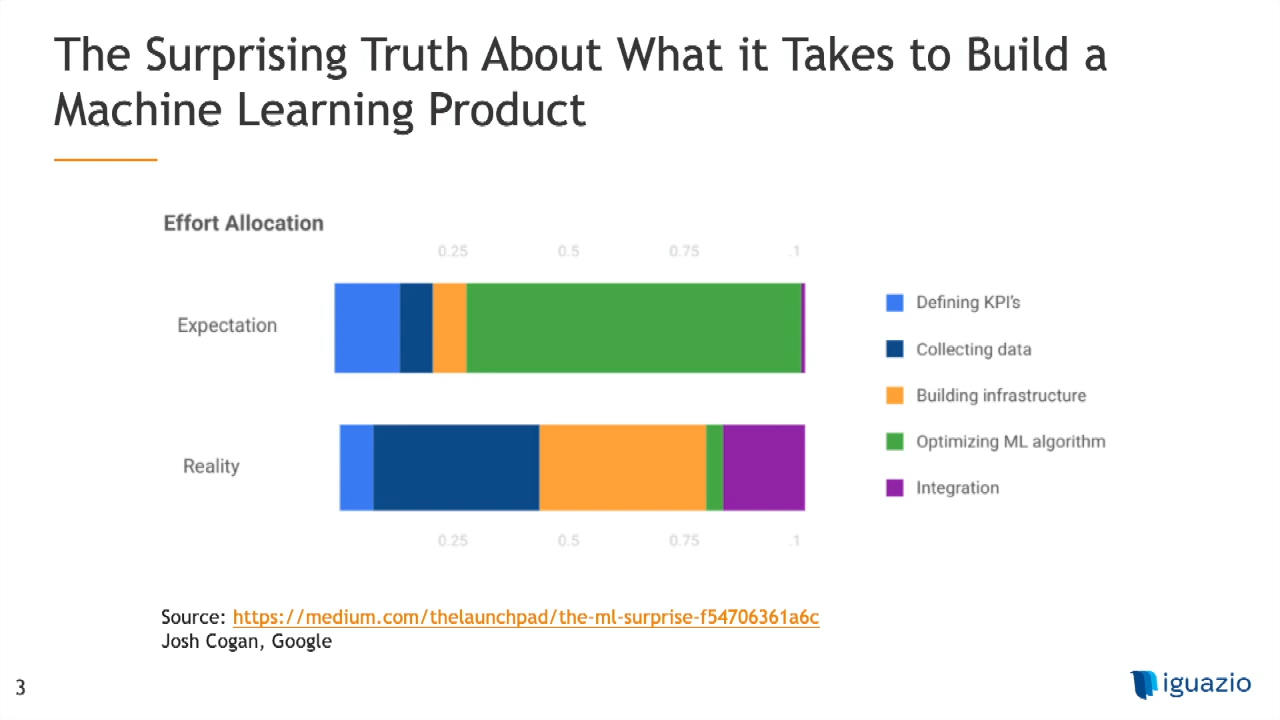 The Surprising Truth About What it Takes to Build a
Machine Learning Product
Effort Allocation
0.25 0.5 0.75 .1
Expectation
Reality
0.25 0.5 0.75 .1
Defining KPI's
Collecting data
Building infrastructure
Optimizing ML algorithm
Integration
Source: https://medium.com/thelaunchpad/the-ml-surprise-f54706361a6c
Josh Cogan, Google
3
iguazio